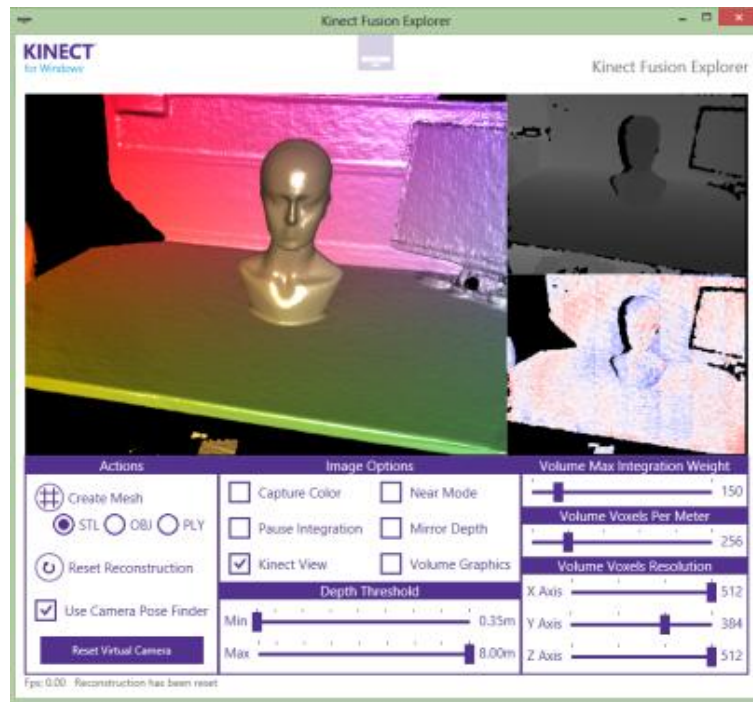 Kinect Fusion Explorer
KINECT
for Windows
Kinect Fusion Explorer
Actions
Create Mesh
STL OBJ PLY
Reset Reconstruction
Use Camera Pose Finder
Reset Virtual Camera
Image Options
Capture Color Near Mode
Pause Integration Mirror Depth
Kinect View Volume Graphics
Depth Threshold
Min 0.35m
Max 8.00m
Volume Max Integration Weight
150
Volume Voxels Per Meter
256
Volume Voxels Resolution
X Axis 512
Y Axis 384
Z Axis 512
Fps: 0.00 Reconstruction has been reset